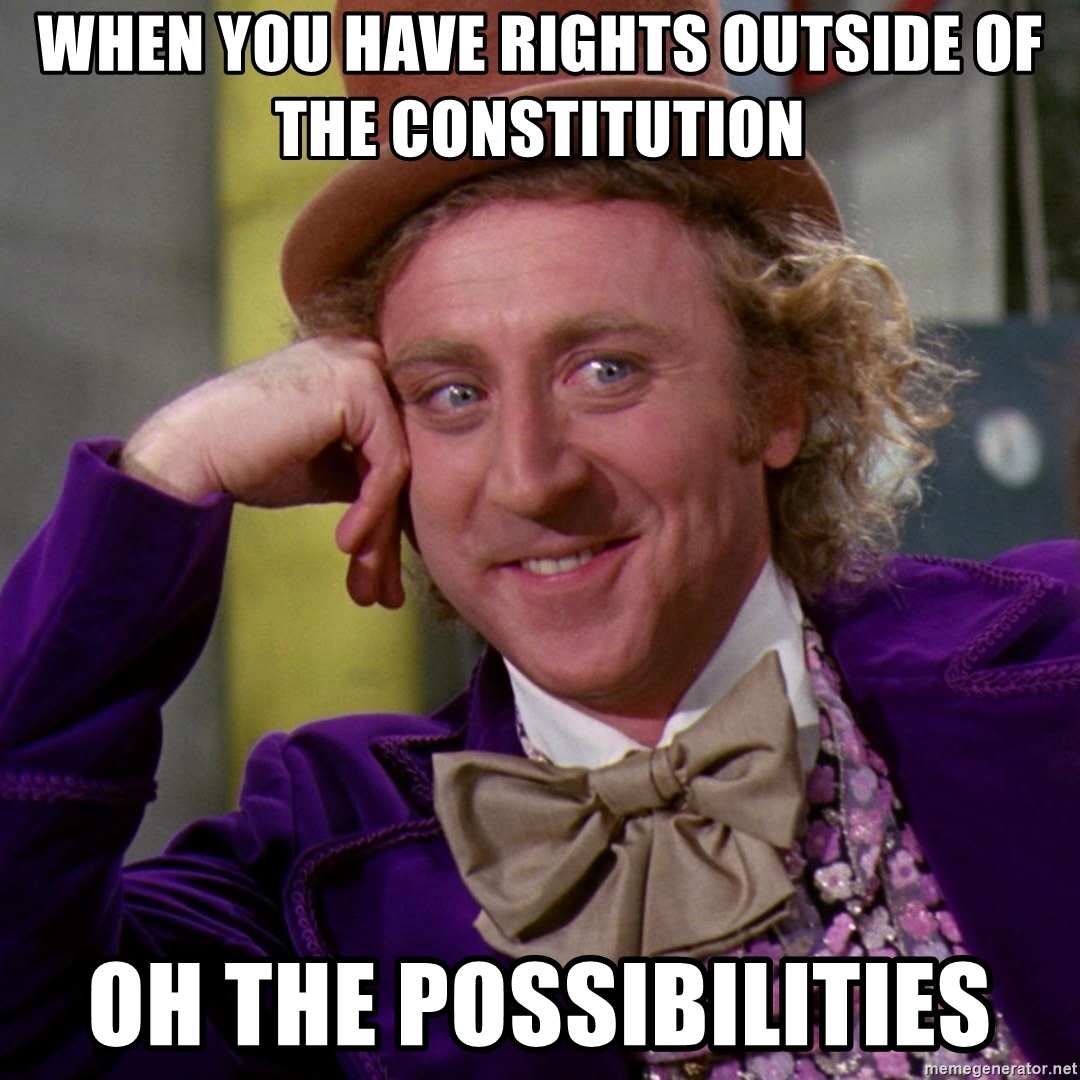 WHEN YOU HAVE RIGHTS OUTSIDE OF
THE CONSTITUTION
OH THE POSSIBILITIES
memegenerator.net